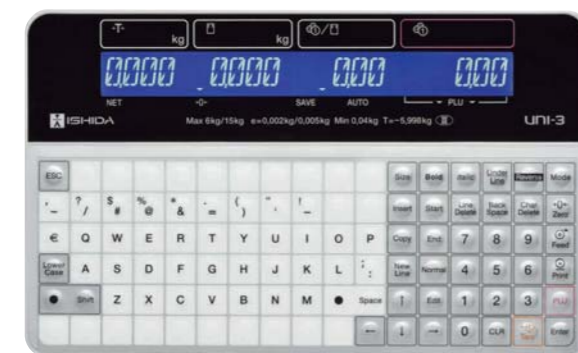 -T-
kg
kg
0,000 0,000 0,00 0,00
NET -0- SAVE AUTO PLU
ISHIDA Max 6kg/15kg e=0,002kg/0,005kg Min 0,04kg T=-5,998kg UNI-3
ESC Size Bold Italic Under Line Reverse Mode
' - ? / $ # % @ * & . = ( ) " , ! _ Insert Start Line Delete Back Space Char Delete -0- Zero
€ Q W E R T Y U I O P Copy End 7 8 9 Feed
Lower Case A S D F G H J K L New Line Normal 4 5 6 Print
Shift Z X C V B N M Space ↑ Edit 1 2 3 PLU
← ↓ → 0 CLR Enter